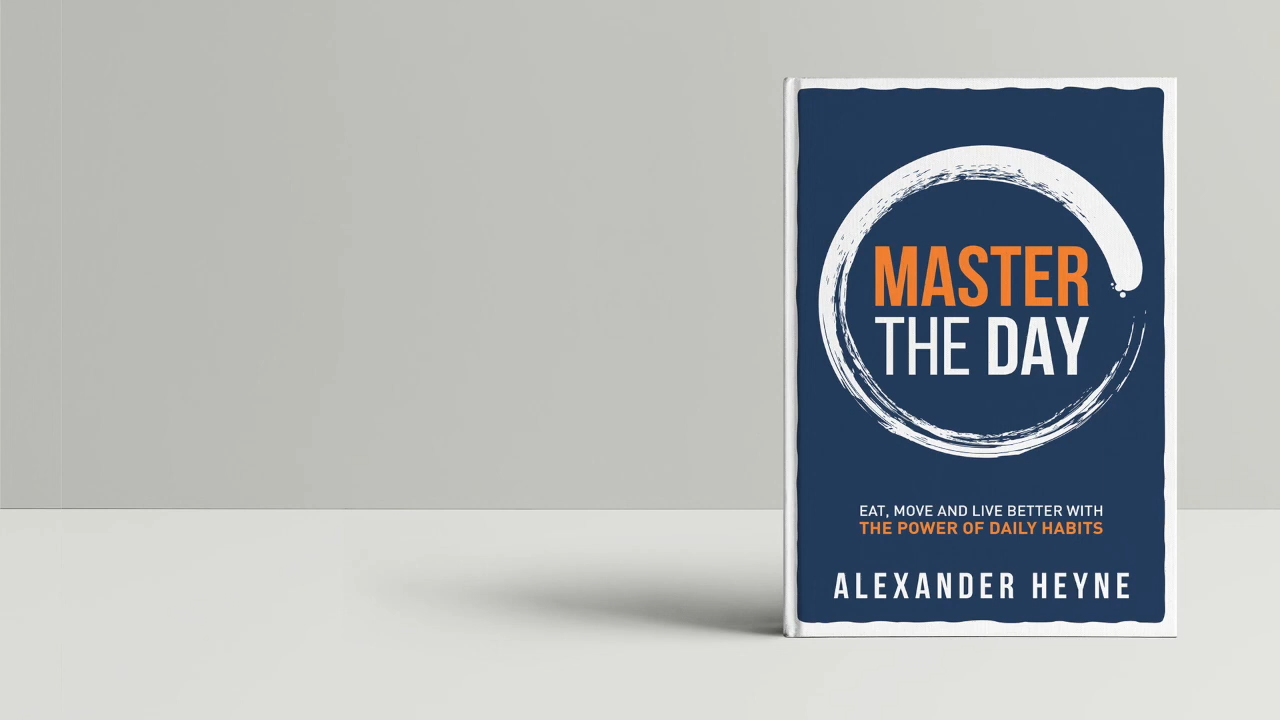 MASTER
THE DAY
EAT, MOVE AND LIVE BETTER WITH
THE POWER OF DAILY HABITS
ALEXANDER HEYNE